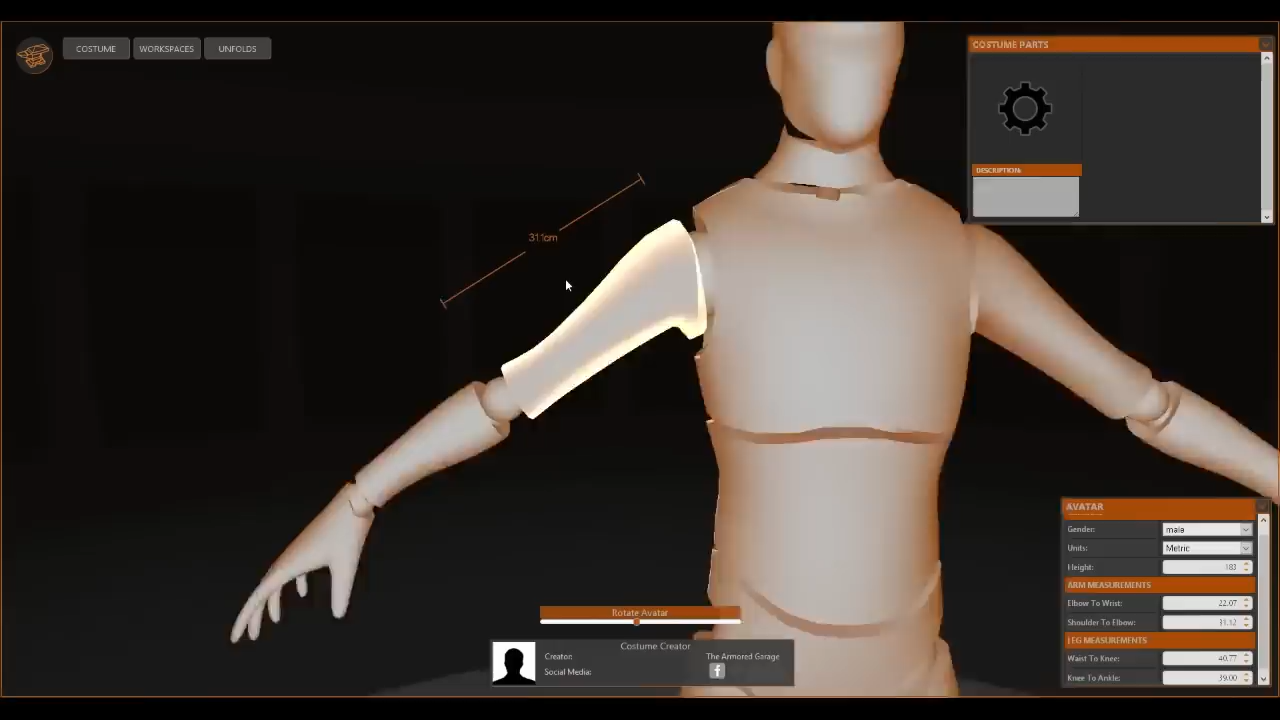 COSTUME
WORKSPACES
UNFOLDS
COSTUME PARTS
DESCRIPTION:
31.1cm
AVATAR
Gender: male
Units: Metric
Height: 183
ARM MEASUREMENTS
Elbow To Wrist: 22.07
Shoulder To Elbow: 31.12
LEG MEASUREMENTS
Waist To Knee: 40.77
Knee To Ankle: 39.00
Rotate Avatar
Costume Creator
Creator: The Armored Garage
Social Media: f